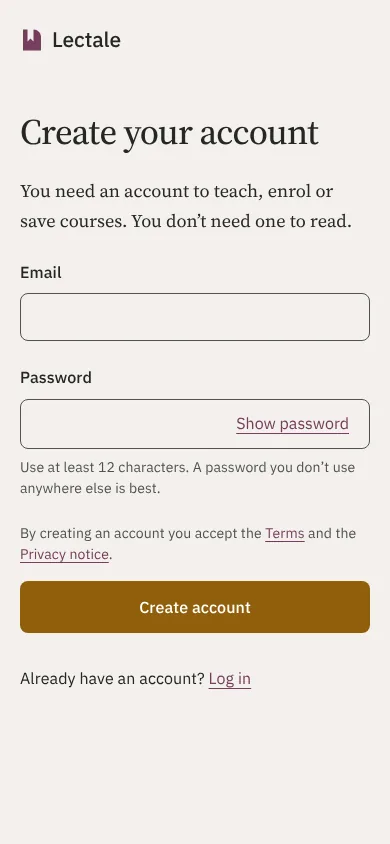 Lectale
Create your account
You need an account to teach, enrol or
save courses. You don’t need one to read.
Email
Password
Show password
Use at least 12 characters. A password you don’t use
anywhere else is best.
By creating an account you accept the Terms and the
Privacy notice.
Create account
Already have an account? Log in